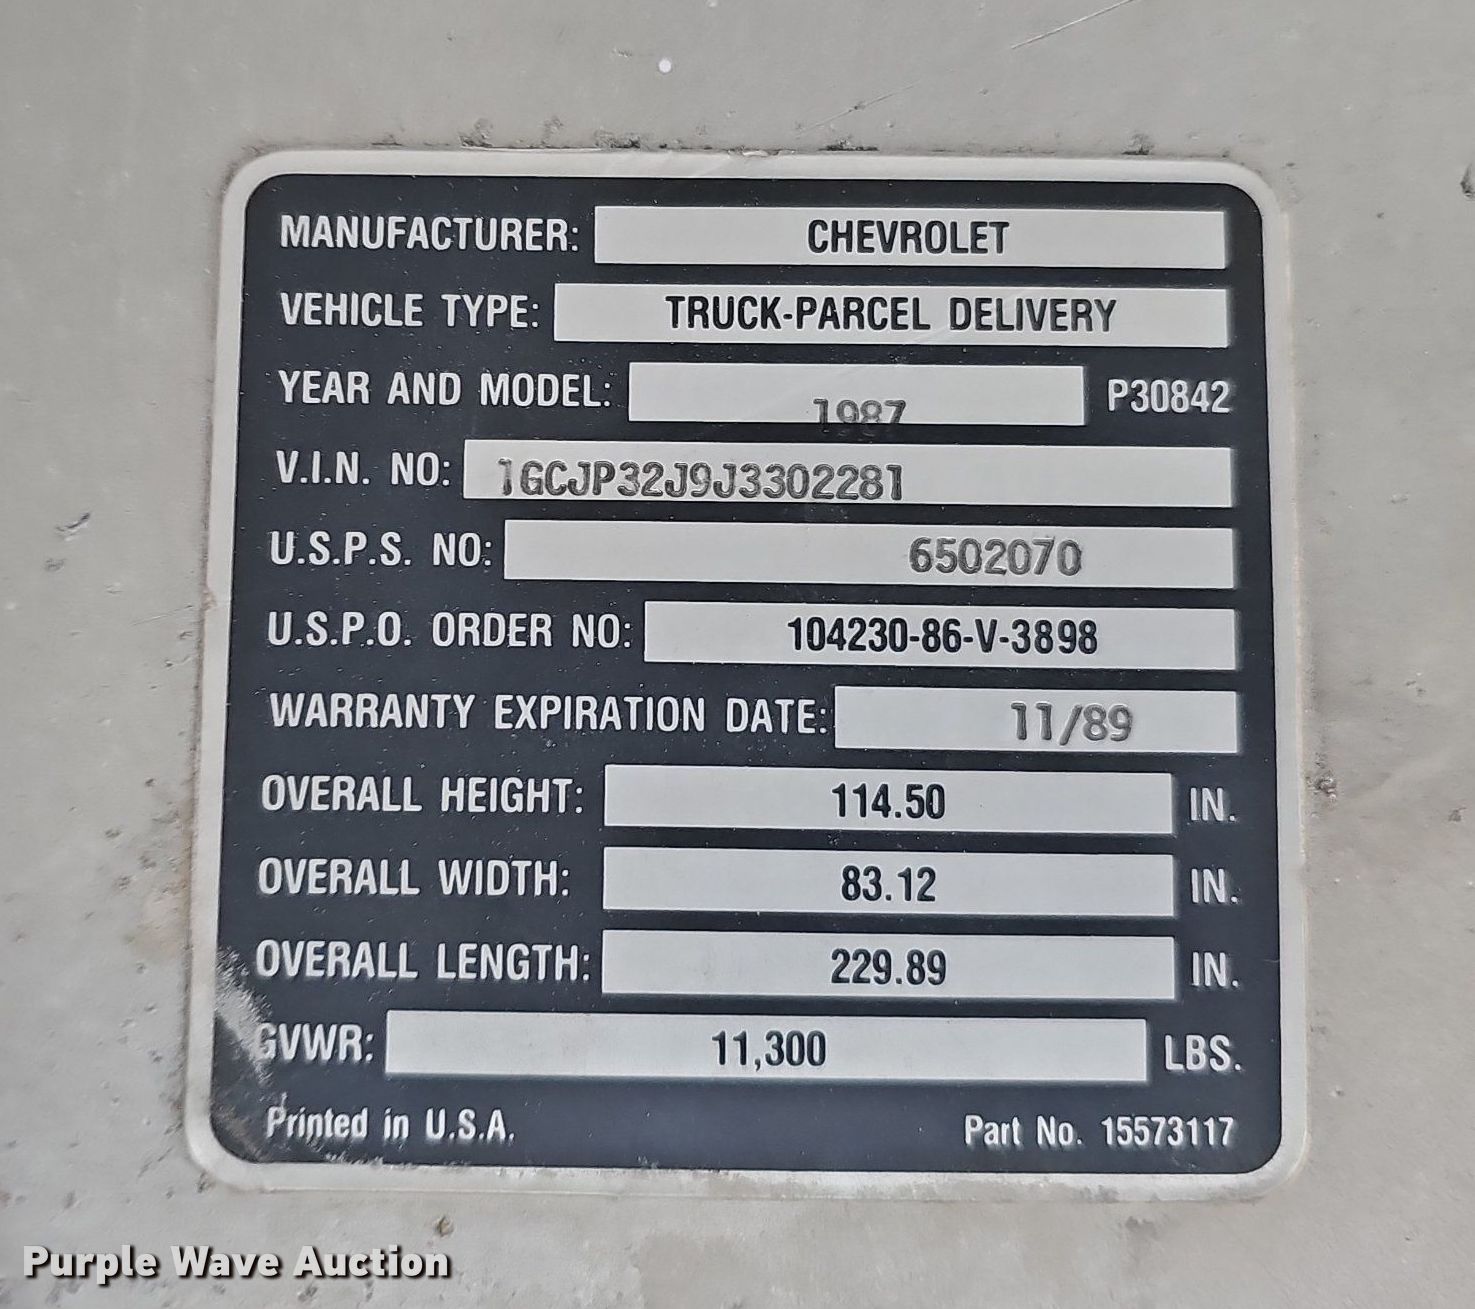 MANUFACTURER: CHEVROLET
VEHICLE TYPE: TRUCK-PARCEL DELIVERY
YEAR AND MODEL: 1987 P30842
V.I.N. NO: 1GCJP32J9J3302281
U.S.P.S. NO: 6502070
U.S.P.O. ORDER NO: 104230-86-V-3898
WARRANTY EXPIRATION DATE: 11/89
OVERALL HEIGHT: 114.50 IN.
OVERALL WIDTH: 83.12 IN.
OVERALL LENGTH: 229.89 IN.
GVWR: 11,300 LBS.
Printed in U.S.A. Part No. 15573117
Purple Wave Auction